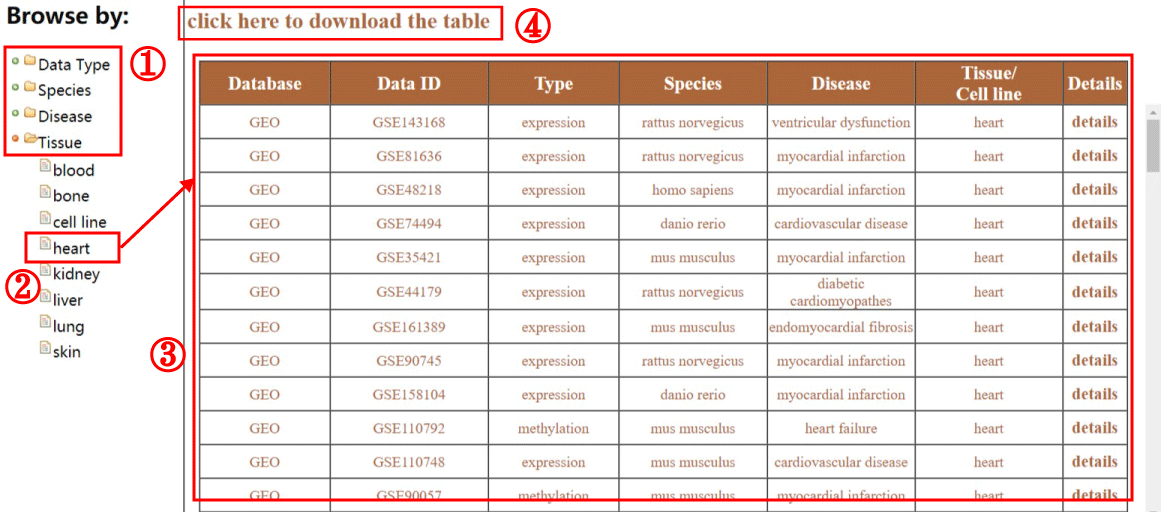 Browse by:
①
Data Type
Species
Disease
Tissue
blood
bone
cell line
heart
②
kidney
liver
lung
skin
click here to download the table
④
③
Database Data ID Type Species Disease Tissue/ Cell line Details
GEO GSE143168 expression rattus norvegicus ventricular dysfunction heart details
GEO GSE81636 expression rattus norvegicus myocardial infarction heart details
GEO GSE48218 expression homo sapiens myocardial infarction heart details
GEO GSE74494 expression danio rerio cardiovascular disease heart details
GEO GSE35421 expression mus musculus myocardial infarction heart details
GEO GSE44179 expression rattus norvegicus diabetic cardiomyopathes heart details
GEO GSE161389 expression mus musculus endomyocardial fibrosis heart details
GEO GSE90745 expression rattus norvegicus myocardial infarction heart details
GEO GSE158104 expression danio rerio myocardial infarction heart details
GEO GSE110792 methylation mus musculus heart failure heart details
GEO GSE110748 expression mus musculus cardiovascular disease heart details
GEO GSE90057 methylation mus musculus myocardial infarction heart details